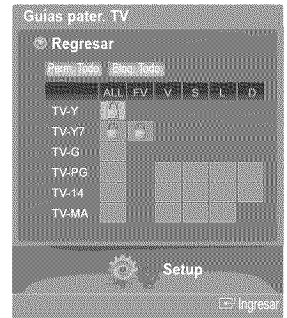 Guías pater. TV
Regresar
Perm. Todo Bloq. Todo
ALL FV V S L D
TV-Y
TV-Y7
TV-G
TV-PG
TV-14
TV-MA
Setup
Ingresar